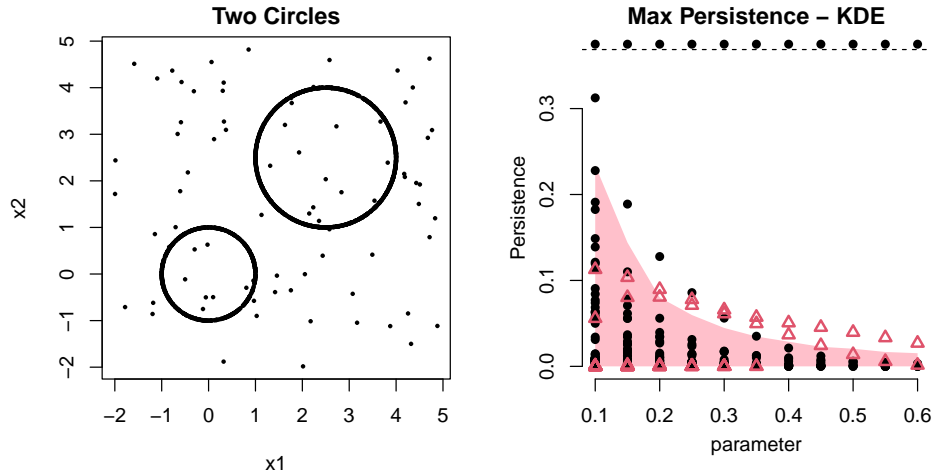 Two Circles
5
4
3
2
1
0
−1
−2
x2
−2 −1 0 1 2 3 4 5
x1
Max Persistence − KDE
0.3
0.2
0.1
0.0
Persistence
0.1 0.2 0.3 0.4 0.5 0.6
parameter